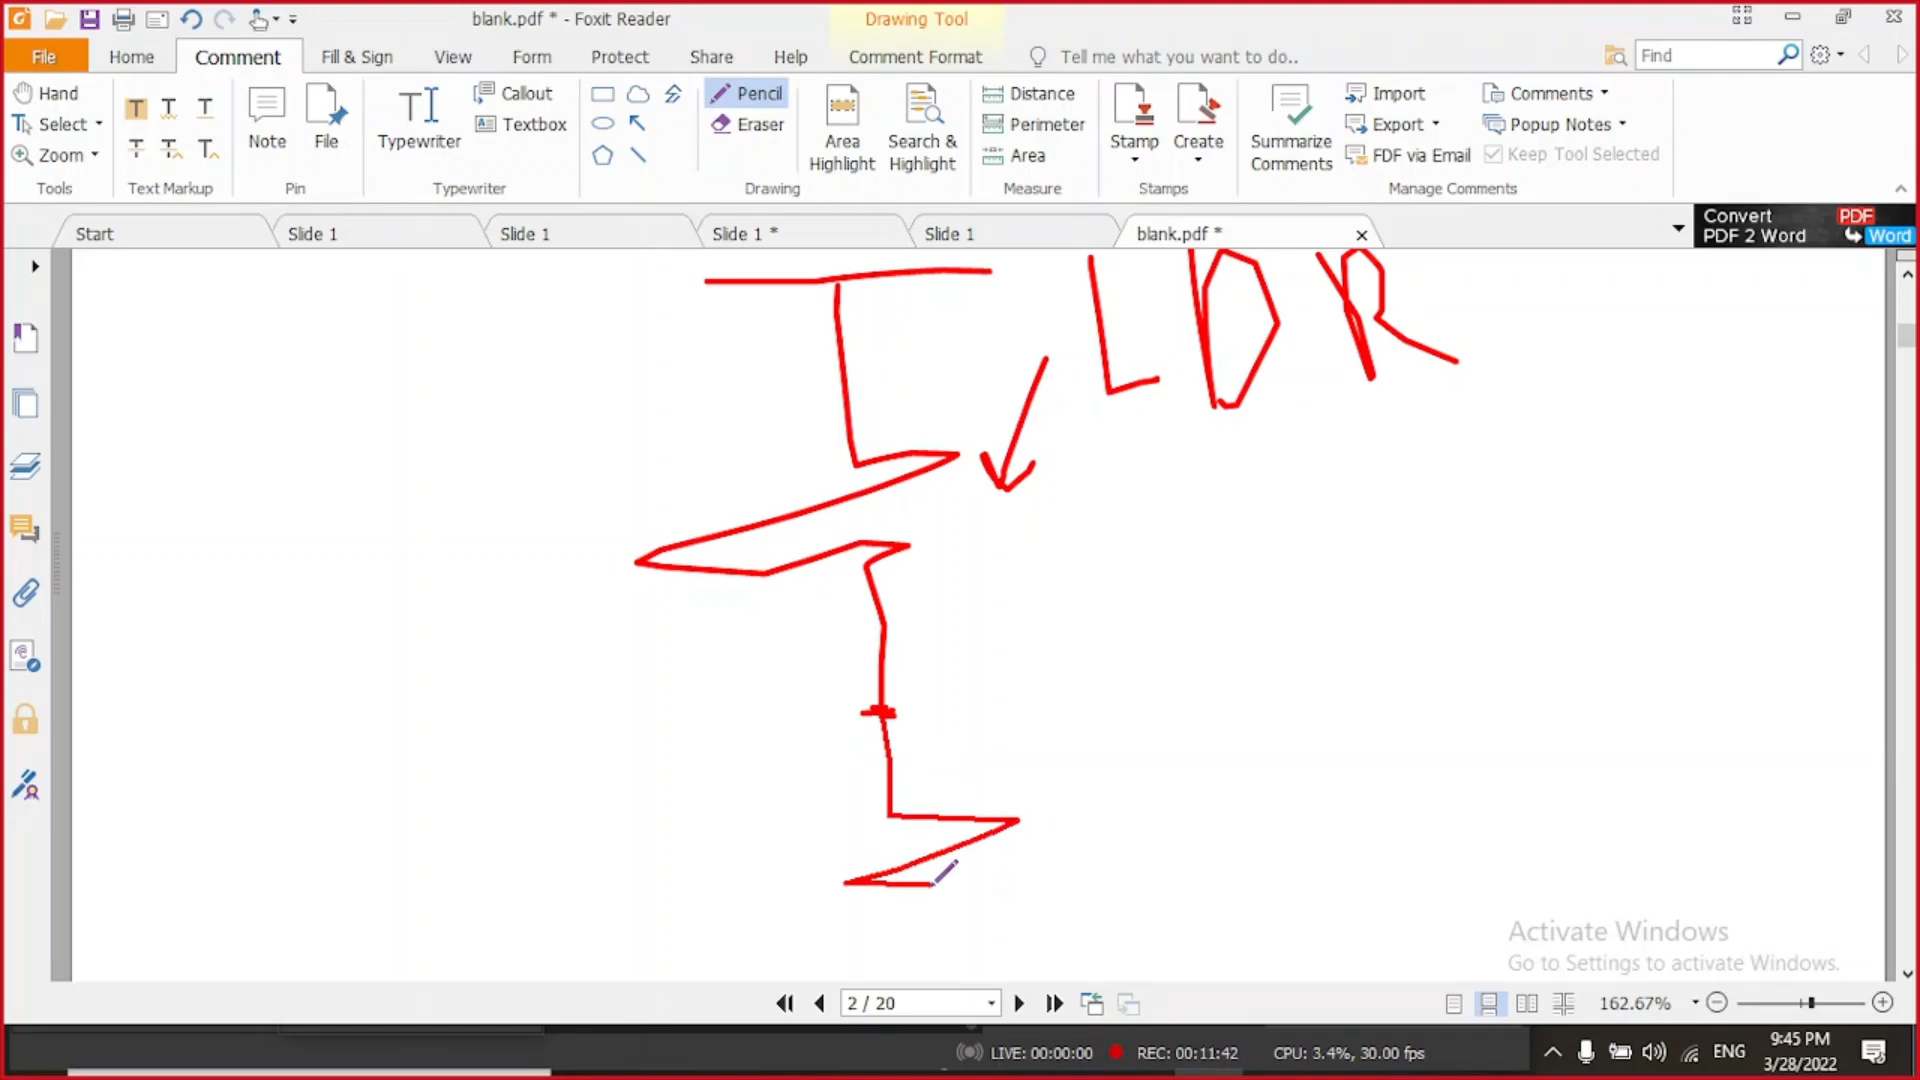 blank.pdf * - Foxit Reader
Drawing Tool
File
Home
Comment
Fill & Sign
View
Form
Protect
Share
Help
Comment Format
Tell me what you want to do..
Find
Hand
Select
Zoom
Tools
Text Markup
Note
File
Pin
Typewriter
Callout
Textbox
Typewriter
Pencil
Eraser
Drawing
Area
Highlight
Search &
Highlight
Distance
Perimeter
Area
Measure
Stamp
Create
Stamps
Summarize
Comments
Import
Export
FDF via Email
Comments
Popup Notes
Keep Tool Selected
Manage Comments
Start
Slide 1
Slide 1
Slide 1 *
Slide 1
blank.pdf *
Convert
PDF 2 Word
PDF
Word
LDR
Activate Windows
Go to Settings to activate Windows.
2 / 20
162.67%
LIVE: 00:00:00
REC: 00:11:42
CPU: 3.4%, 30.00 fps
ENG
9:45 PM
3/28/2022